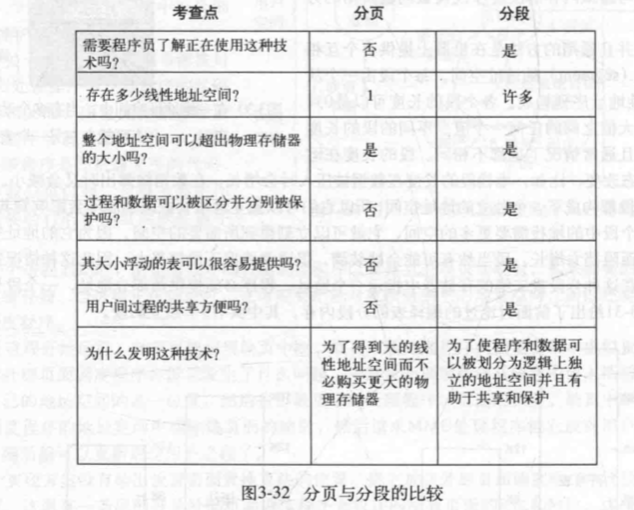 考查点 分页 分段
需要程序员了解正在使用这种技
术吗？ 否 是
存在多少线性地址空间？ 1 许多
整个地址空间可以超出物理存储器
的大小吗？ 是 是
过程和数据可以被区分并分别被保
护吗？ 否 是
其大小浮动的表可以很容易提供吗？ 否 是
用户间过程的共享方便吗？ 否 是
为什么发明这种技术？
为了得到大的线
性地址空间而不
必购买更大的物
理存储器
为了使程序和数据可
以被划分为逻辑上独
立的地址空间并且有
助于共享和保护
图3-32 分页与分段的比较